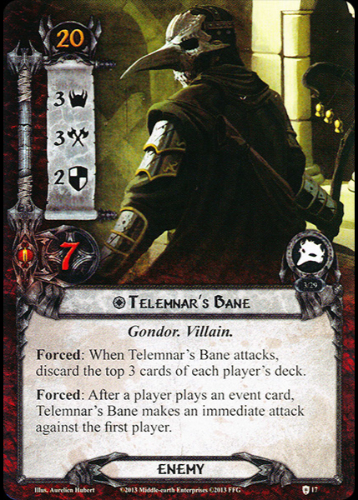 20
3
3
2
7
3/29
Telemnar's Bane
Gondor. Villain.
Forced: When Telemnar's Bane attacks,
discard the top 3 cards of each player's deck.
Forced: After a player plays an event card,
Telemnar's Bane makes an immediate attack
against the first player.
ENEMY
Illus. Aurelien Hubert ©2013 Middle-earth Enterprises ©2013 FFG 17